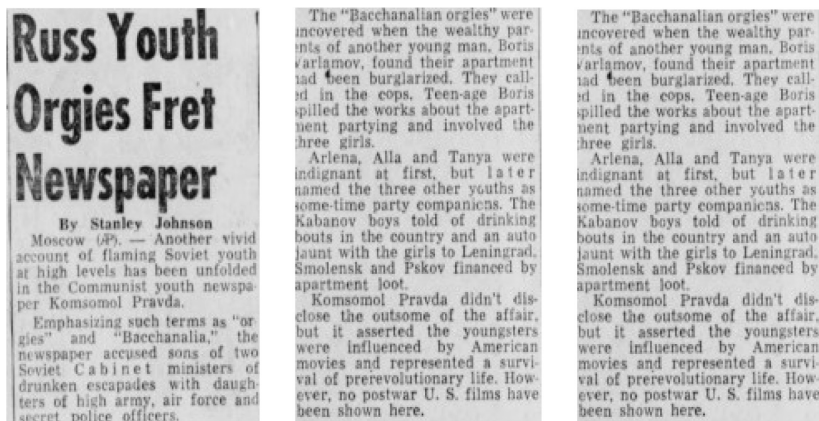 Russ Youth
Orgies Fret
Newspaper
By Stanley Johnson
Moscow (AP). — Another vivid
account of flaming Soviet youth
at high levels has been unfolded
in the Communist youth newspa-
per Komsomol Pravda.
Emphasizing such terms as "or-
gies" and "Bacchanalia," the
newspaper accused sons of two
Soviet Cabinet ministers of
drunken escapades with daugh-
ters of high army, air force and
secret police officers.
The "Bacchanalian orgies" were
uncovered when the wealthy par-
ents of another young man, Boris
Varlamov, found their apartment
had been burglarized. They call-
ed in the cops. Teen-age Boris
spilled the works about the apart-
ment partying and involved the
three girls.
Arlena, Alla and Tanya were
indignant at first, but later
named the three other youths as
some-time party companions. The
Kabanov boys told of drinking
bouts in the country and an auto
jaunt with the girls to Leningrad,
Smolensk and Pskov financed by
apartment loot.
Komsomol Pravda didn't dis-
close the outsome of the affair,
but it asserted the youngsters
were influenced by American
movies and represented a survi-
val of prerevolutionary life. How-
ever, no postwar U. S. films have
been shown here.
The "Bacchanalian orgies" were
uncovered when the wealthy par-
ents of another young man, Boris
Varlamov, found their apartment
had been burglarized. They call-
ed in the cops. Teen-age Boris
spilled the works about the apart-
ment partying and involved the
three girls.
Arlena, Alla and Tanya were
indignant at first, but later
named the three other youths as
some-time party companions. The
Kabanov boys told of drinking
bouts in the country and an auto
jaunt with the girls to Leningrad,
Smolensk and Pskov financed by
apartment loot.
Komsomol Pravda didn't dis-
close the outsome of the affair,
but it asserted the youngsters
were influenced by American
movies and represented a survi-
val of prerevolutionary life. How-
ever, no postwar U. S. films have
been shown here.